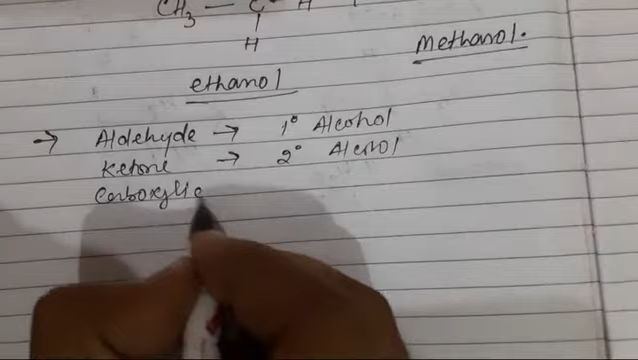 CH3 — C — H
H
Methanol.
ethanol
→ Aldehyde → 1° Alcohol
Ketone → 2° Alcohol
Carboxylic